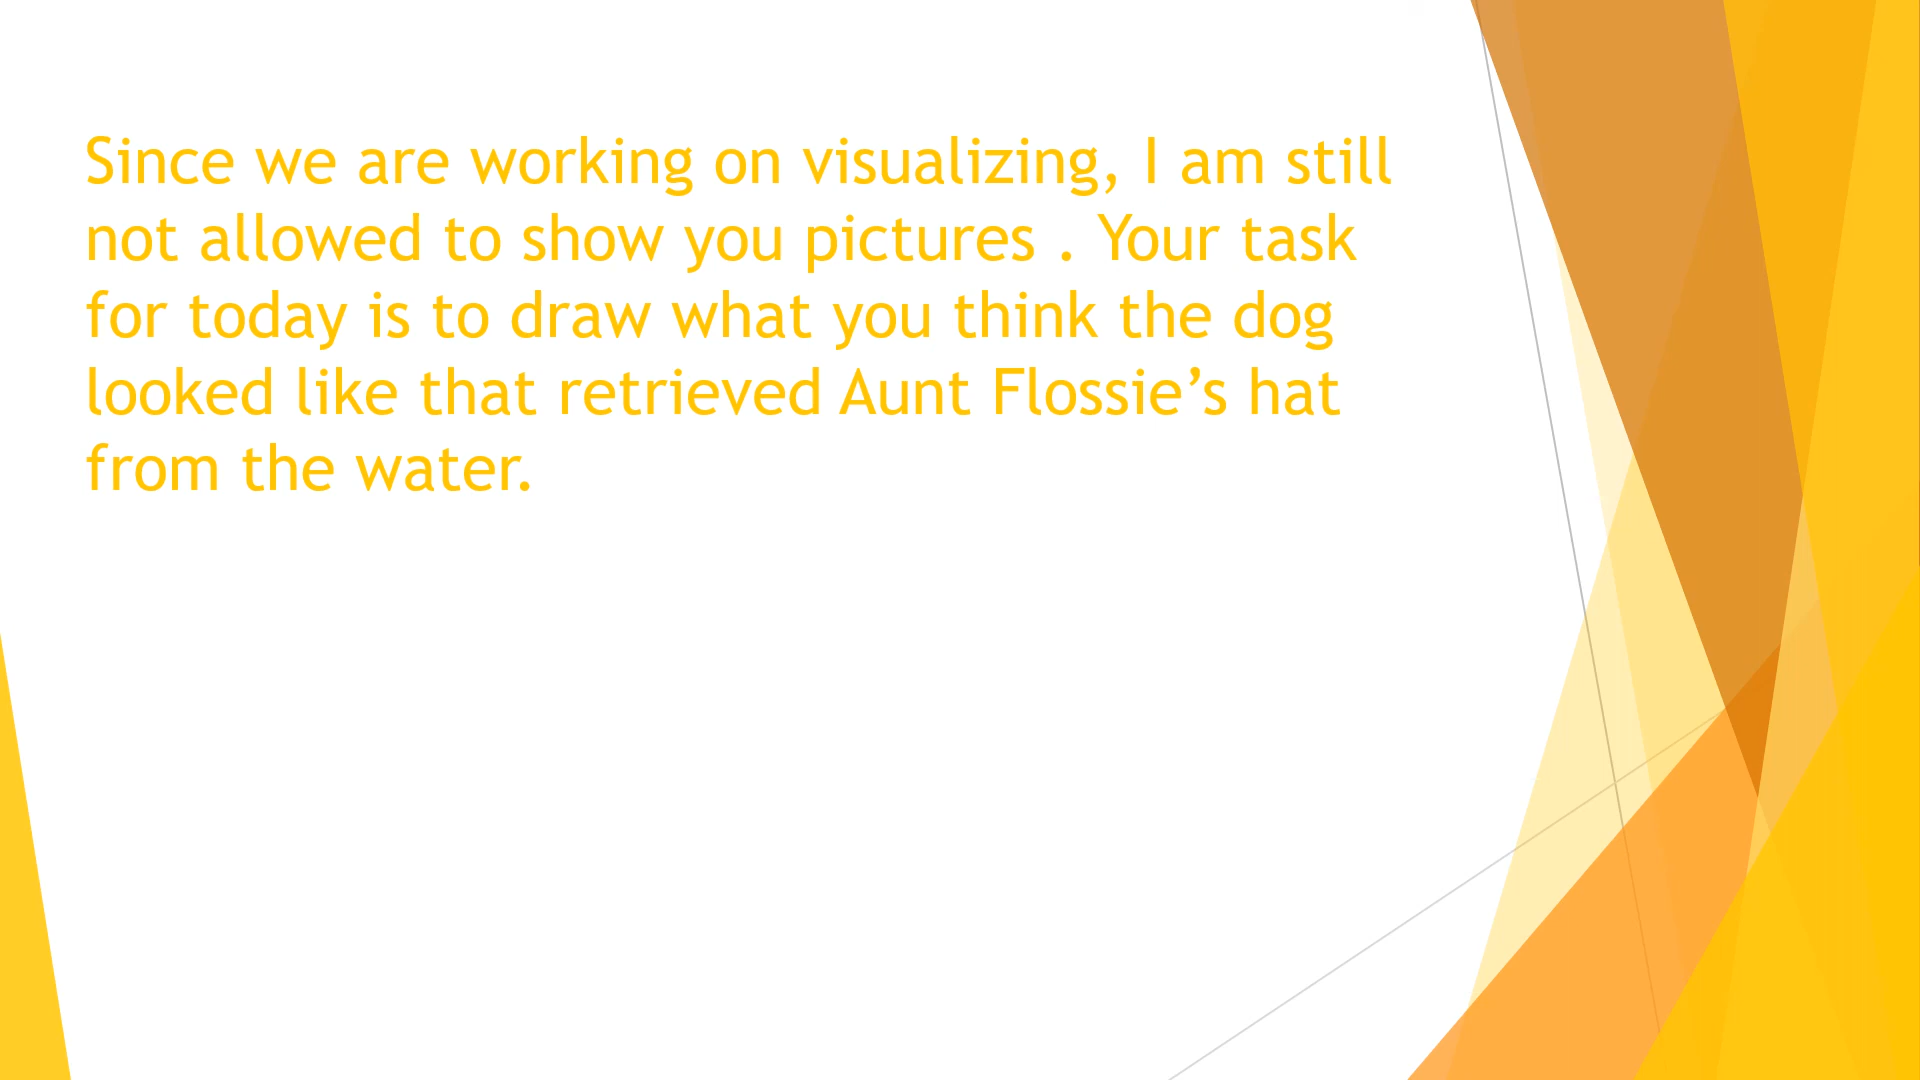 Since we are working on visualizing, I am still
not allowed to show you pictures . Your task
for today is to draw what you think the dog
looked like that retrieved Aunt Flossie’s hat
from the water.